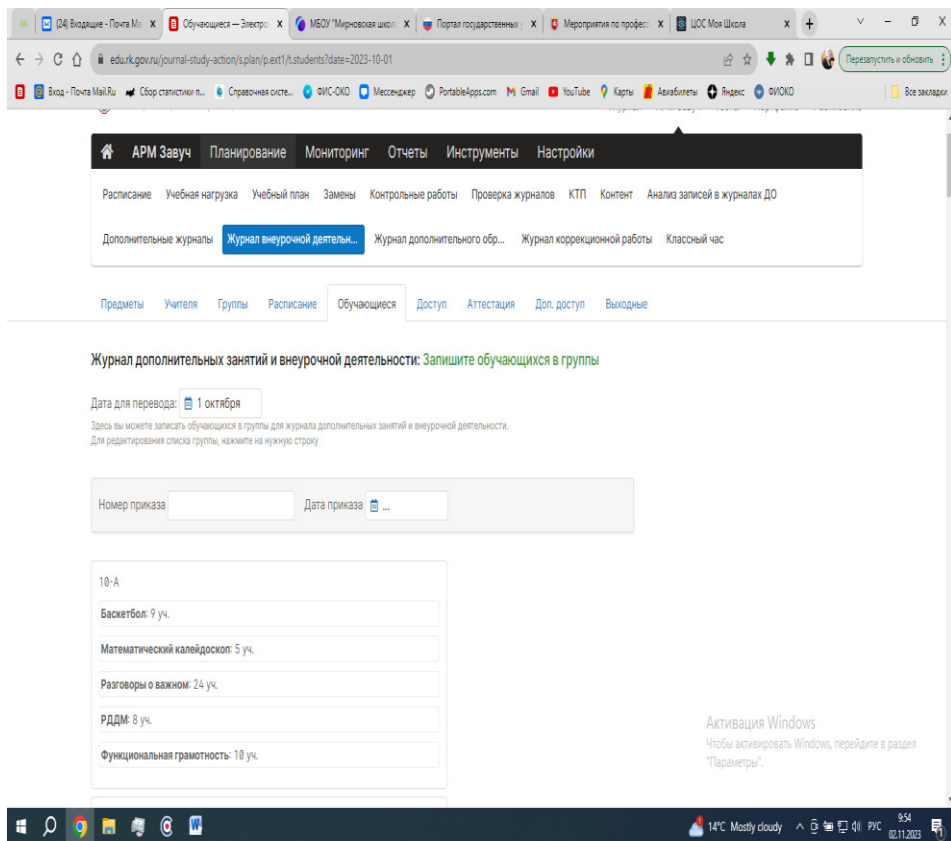 (24) Входящие - Почта Ma
Обучающиеся — Электро
МБОУ "Мирновская школ
Портал государственных у
Мероприятия по професс
ЦОС Моя Школа
edu.rk.gov.ru/journal-study-action/s.plan/p.ext1/t.students?date=2023-10-01
Перезапустить и обновить
Вход - Почта Mail.Ru Сбор статистики п... Справочная систе... ФИС-ОКО Мессенджер PortableApps.com Gmail YouTube Карты Авиабилеты Яндекс ФИОКО Все закладки
АРМ Завуч Планирование Мониторинг Отчеты Инструменты Настройки
Расписание Учебная нагрузка Учебный план Замены Контрольные работы Проверка журналов КТП Контент Анализ записей в журналах ДО
Дополнительные журналы Журнал внеурочной деятельн... Журнал дополнительного обр... Журнал коррекционной работы Классный час
Предметы Учителя Группы Расписание Обучающиеся Доступ Аттестация Доп. доступ Выходные
Журнал дополнительных занятий и внеурочной деятельности: Запишите обучающихся в группы
Дата для перевода: 1 октября
Здесь вы можете записать обучающихся в группы для журнала дополнительных занятий и внеурочной деятельности.
Для редактирования списка группы, нажмите на нужную строку
Номер приказа Дата приказа ...
10-А
Баскетбол: 9 уч.
Математический калейдоскоп: 5 уч.
Разговоры о важном: 24 уч.
РДДМ: 8 уч.
Функциональная грамотность: 10 уч.
Активация Windows
Чтобы активировать Windows, перейдите в раздел
"Параметры".
14°C Mostly cloudy РУС 9:54
02.11.2023